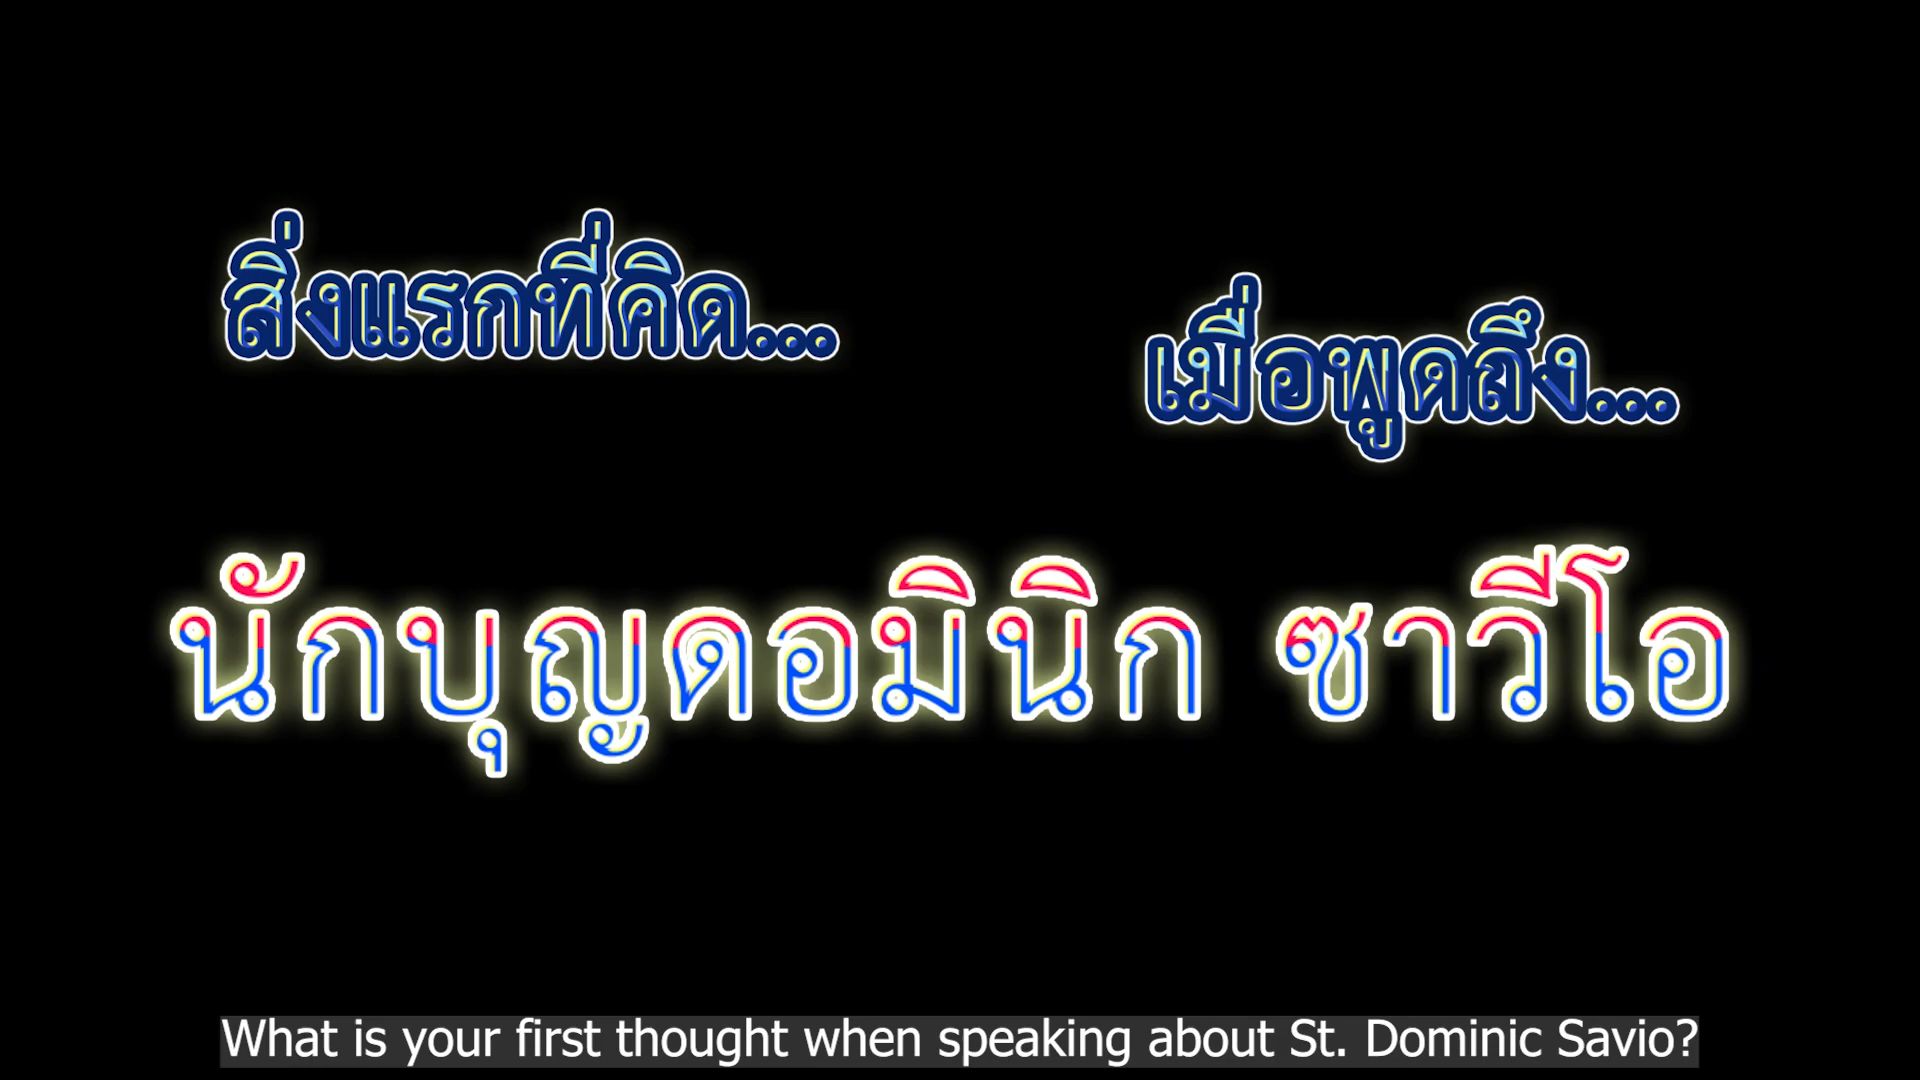 สิ่งแรกที่คิด...
เมื่อพูดถึง...
นักบุญดอมินิก ซาวีโอ
What is your first thought when speaking about St. Dominic Savio?